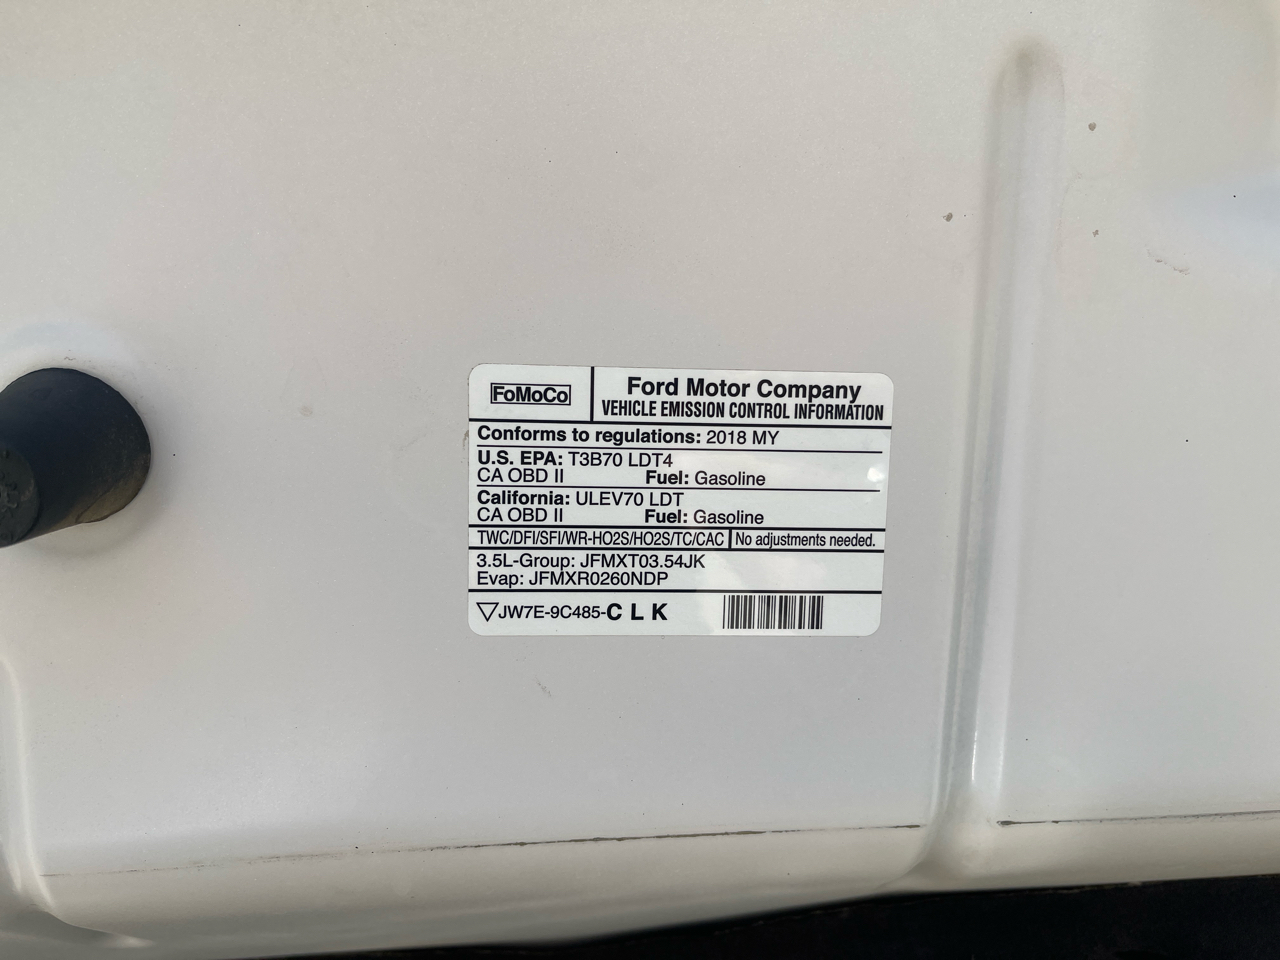 FoMoCo
Ford Motor Company
VEHICLE EMISSION CONTROL INFORMATION
Conforms to regulations: 2018 MY
U.S. EPA: T3B70 LDT4
CA OBD II Fuel: Gasoline
California: ULEV70 LDT
CA OBD II Fuel: Gasoline
TWC/DFI/SFI/WR-HO2S/HO2S/TC/CAC No adjustments needed.
3.5L-Group: JFMXT03.54JK
Evap: JFMXR0260NDP
JW7E-9C485-C L K